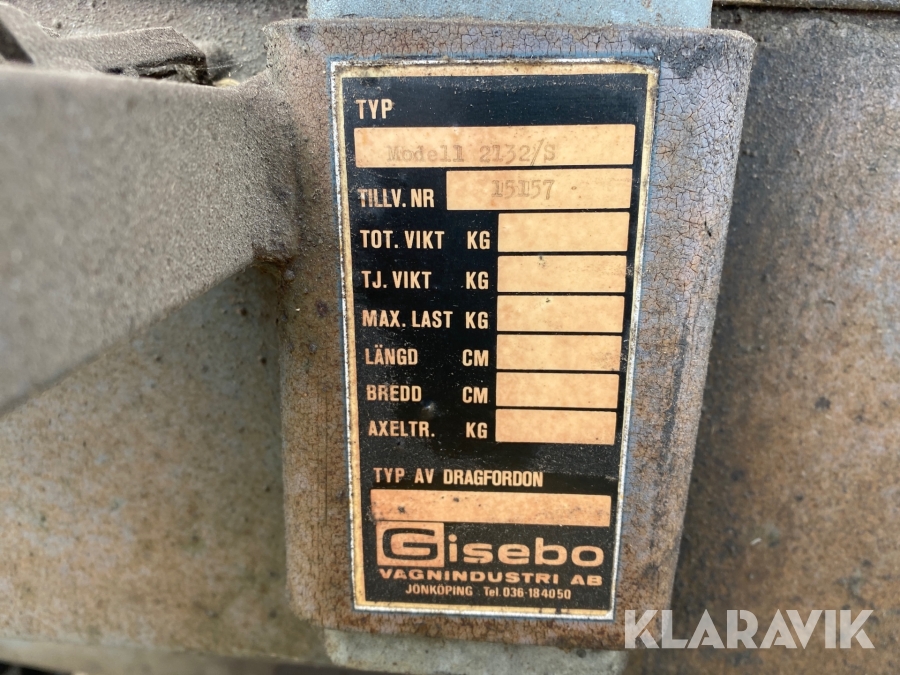 TYP
Modell 2132/S
TILLV. NR 15157
TOT. VIKT KG
TJ. VIKT KG
MAX. LAST KG
LÄNGD CM
BREDD CM
AXELTR. KG
TYP AV DRAGFORDON
Gisebo
VAGNINDUSTRI AB
JÖNKÖPING Tel. 036-184050
KLARAVIK